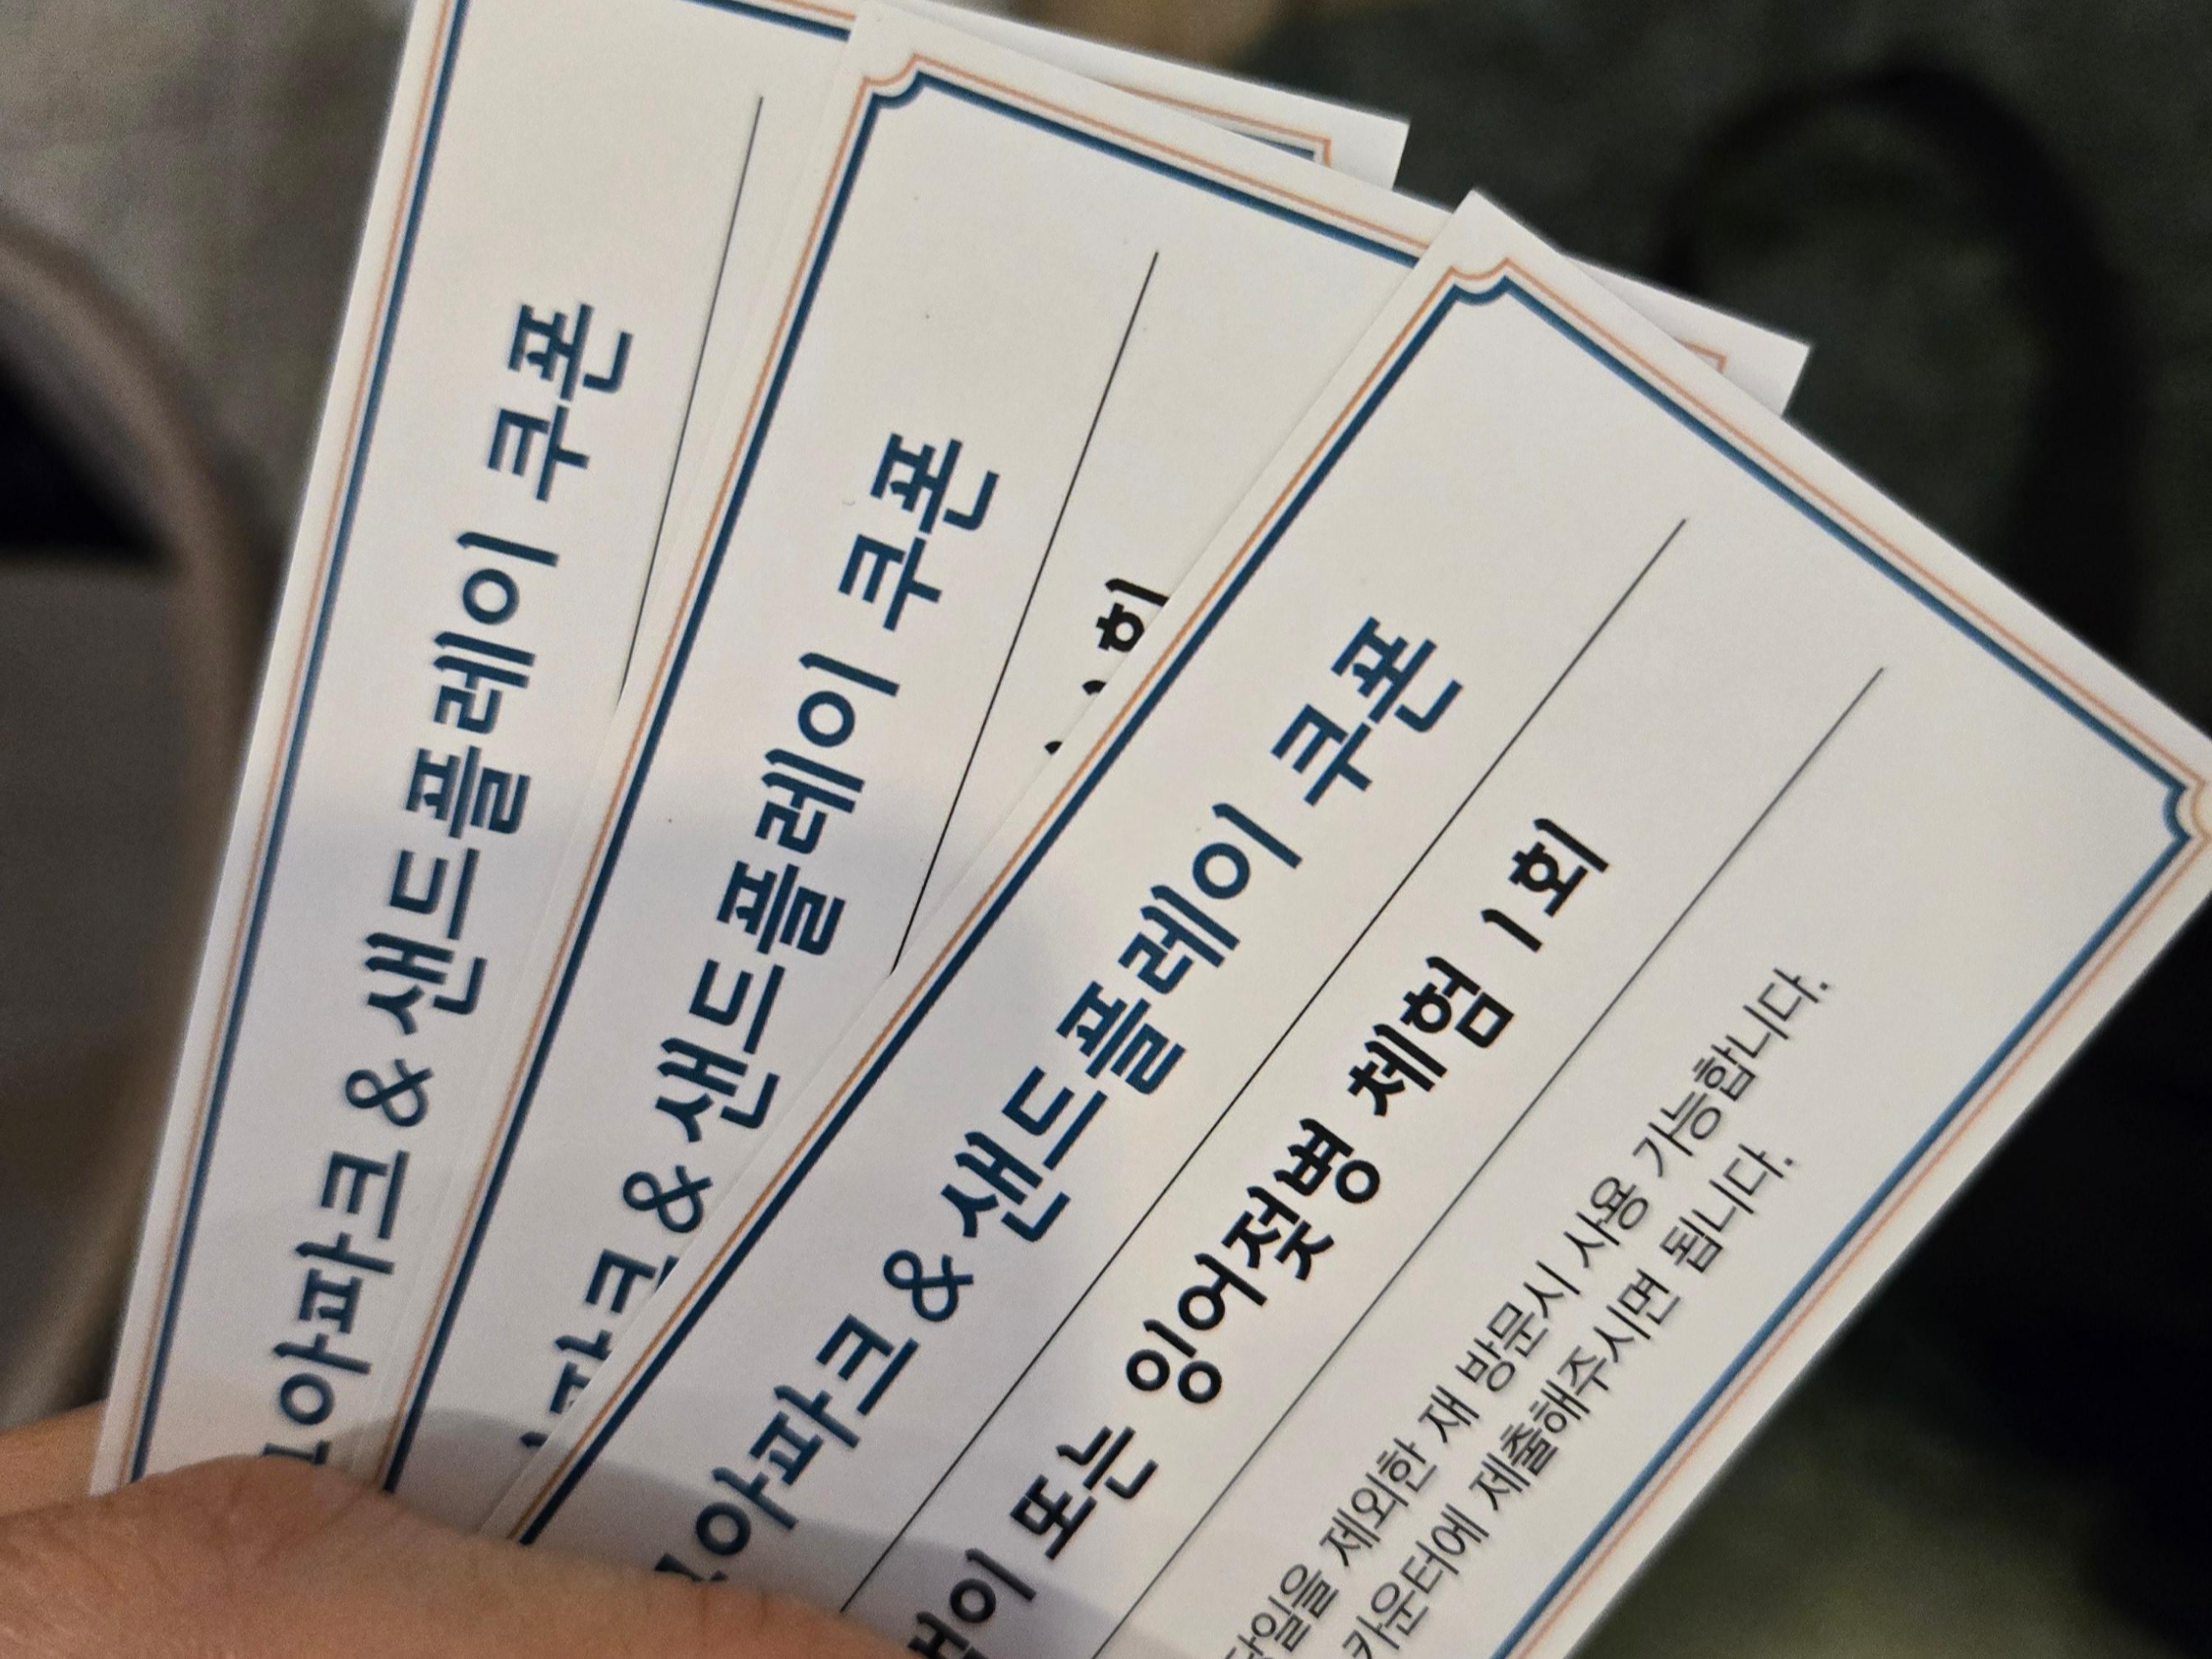 아파크 & 샌드플레이 쿠폰
파크 & 샌드플레이 쿠폰
회
아파크 & 샌드플레이 쿠폰
또는 잉어젖병 체험 1회
당일을 제외한 재 방문시 사용 가능합니다.
카운터에 제출해주시면 됩니다.